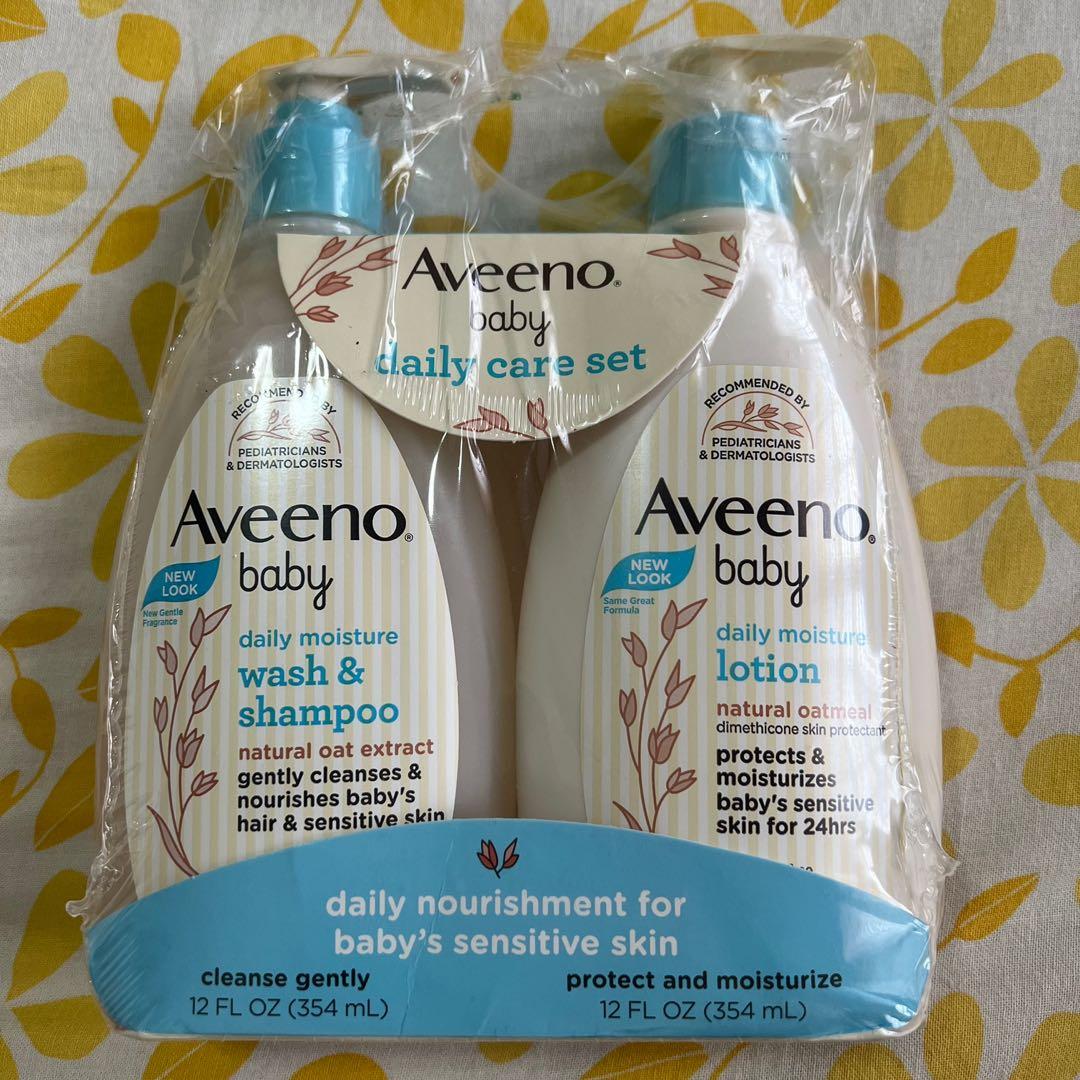 Aveeno®
baby
daily care set
RECOMMENDED BY
PEDIATRICIANS
& DERMATOLOGISTS
Aveeno®
baby
NEW
LOOK
New Gentle
Fragrance
daily moisture
wash &
shampoo
natural oat extract
gently cleanses &
nourishes baby's
hair & sensitive skin
RECOMMENDED BY
PEDIATRICIANS
& DERMATOLOGISTS
Aveeno®
baby
NEW
LOOK
Same Great
Formula
daily moisture
lotion
natural oatmeal
dimethicone skin protectant
protects &
moisturizes
baby's sensitive
skin for 24hrs
daily nourishment for
baby's sensitive skin
cleanse gently
12 FL OZ (354 mL)
protect and moisturize
12 FL OZ (354 mL)